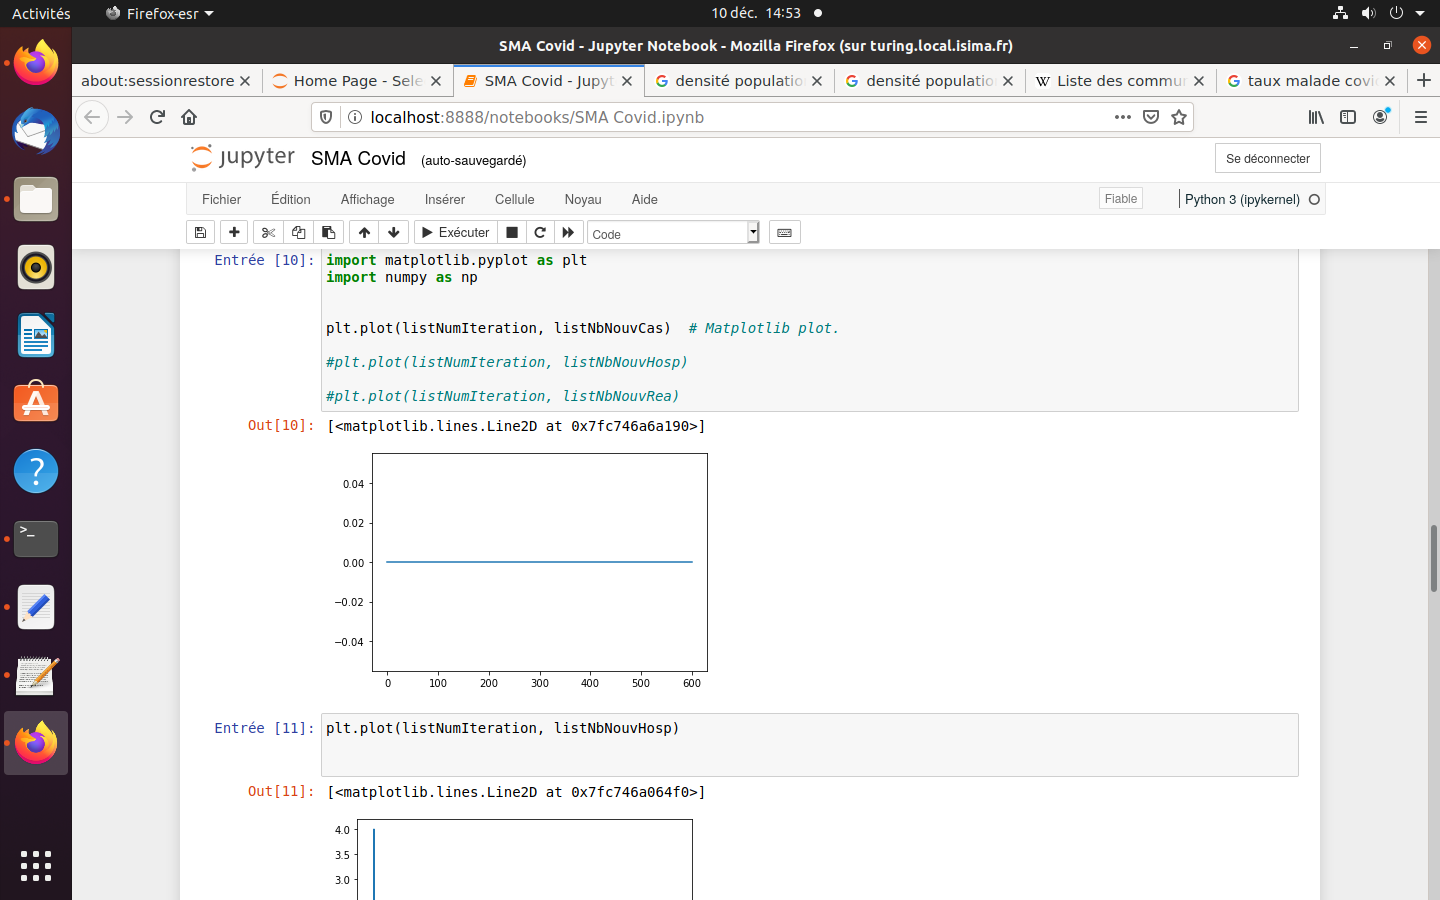 Activités
Firefox-esr
10 déc. 14:53
SMA Covid - Jupyter Notebook - Mozilla Firefox (sur turing.local.isima.fr)
about:sessionrestore
Home Page - Sele
SMA Covid - Jupyt
densité populatio
densité populatio
Liste des commu
taux malade covi
localhost:8888/notebooks/SMA Covid.ipynb
jupyter SMA Covid (auto-sauvegardé)
Se déconnecter
Fichier Édition Affichage Insérer Cellule Noyau Aide
Fiable
Python 3 (ipykernel)
Exécuter
Code
Entrée [10]:
import matplotlib.pyplot as plt
import numpy as np
plt.plot(listNumIteration, listNbNouvCas)  # Matplotlib plot.
#plt.plot(listNumIteration, listNbNouvHosp)
#plt.plot(listNumIteration, listNbNouvRea)
Out[10]:
[<matplotlib.lines.Line2D at 0x7fc746a6a190>]
0.04
0.02
0.00
−0.02
−0.04
0 100 200 300 400 500 600
Entrée [11]:
plt.plot(listNumIteration, listNbNouvHosp)
Out[11]:
[<matplotlib.lines.Line2D at 0x7fc746a064f0>]
4.0
3.5
3.0